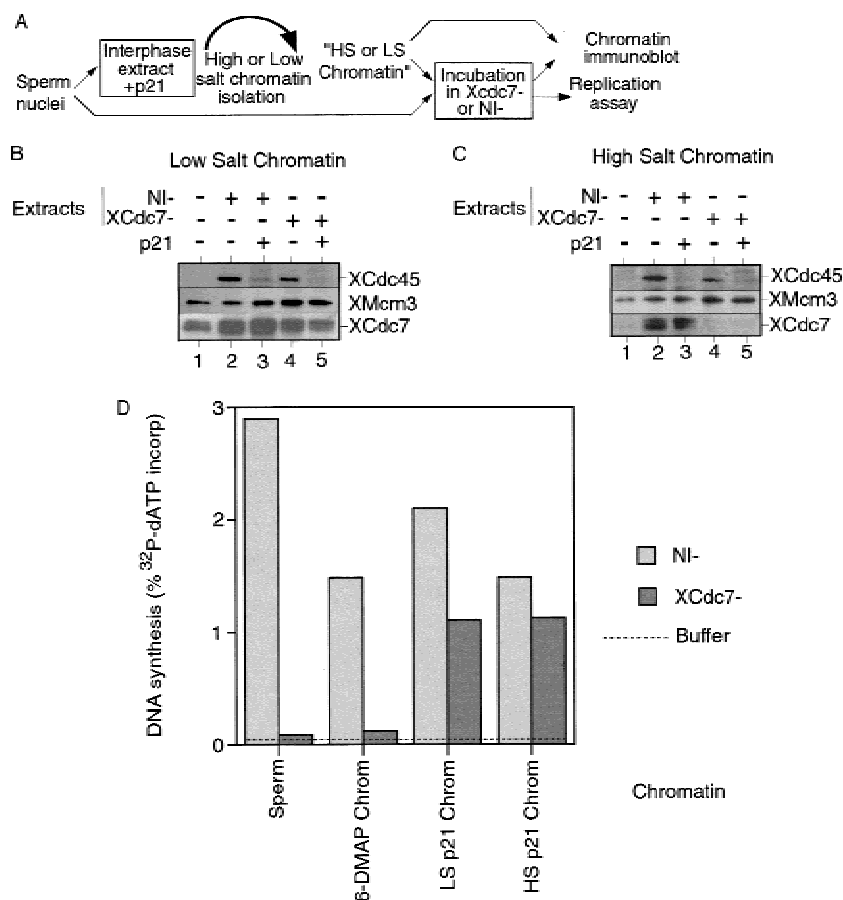 A
Sperm
nuclei
Interphase
extract
+p21
High or Low
salt chromatin
isolation
"HS or LS
Chromatin"
Incubation
in Xcdc7-
or NI-
Chromatin
immunoblot
Replication
assay
B
Low Salt Chromatin
Extracts
NI- - + + - -
XCdc7- - - - + +
p21 - - + - +
XCdc45
XMcm3
XCdc7
1 2 3 4 5
C
High Salt Chromatin
Extracts
NI- - + + - -
XCdc7- - - - + +
p21 - - + - +
XCdc45
XMcm3
XCdc7
1 2 3 4 5
D
DNA synthesis (% 32P-dATP incorp)
3
2
1
0
Sperm
6-DMAP Chrom
LS p21 Chrom
HS p21 Chrom
Chromatin
NI-
XCdc7-
Buffer